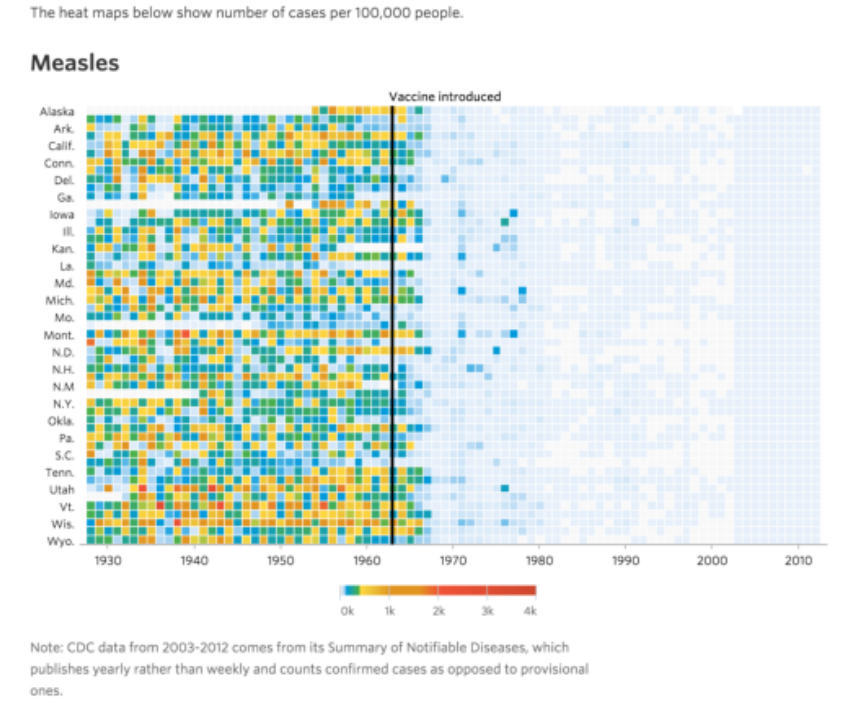 The heat maps below show number of cases per 100,000 people.
Measles
Vaccine introduced
Alaska
Ark.
Calif.
Conn.
Del.
Ga.
Iowa
Ill.
Kan.
La.
Md.
Mich.
Mo.
Mont.
N.D.
N.H.
N.M
N.Y.
Okla.
Pa.
S.C.
Tenn.
Utah
Vt.
Wis.
Wyo.
1930 1940 1950 1960 1970 1980 1990 2000 2010
0k 1k 2k 3k 4k
Note: CDC data from 2003-2012 comes from its Summary of Notifiable Diseases, which
publishes yearly rather than weekly and counts confirmed cases as opposed to provisional
ones.